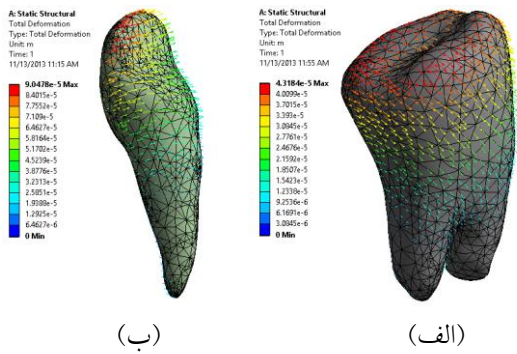 A: Static Structural
Total Deformation
Type: Total Deformation
Unit: m
Time: 1
11/13/2013 11:15 AM
9.0478e-5 Max
8.4015e-5
7.7552e-5
7.109e-5
6.4627e-5
5.8164e-5
5.1702e-5
4.5239e-5
3.8776e-5
3.2313e-5
2.5851e-5
1.9388e-5
1.2925e-5
6.4627e-6
0 Min
(ب)
A: Static Structural
Total Deformation
Type: Total Deformation
Unit: m
Time: 1
11/13/2013 11:55 AM
4.3184e-5 Max
4.0099e-5
3.7015e-5
3.393e-5
3.0845e-5
2.7761e-5
2.4676e-5
2.1592e-5
1.8507e-5
1.5423e-5
1.2338e-5
9.2536e-6
6.1691e-6
3.0845e-6
0 Min
(الف)